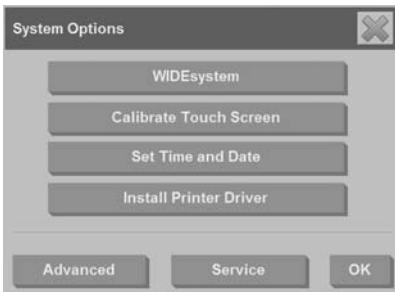 System Options
WIDEsystem
Calibrate Touch Screen
Set Time and Date
Install Printer Driver
Advanced Service OK